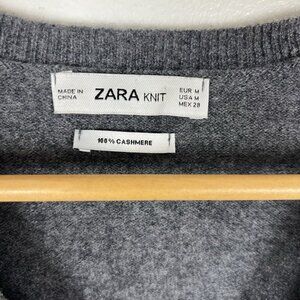 MADE IN
CHINA
ZARA KNIT
EUR M
USA M
MEX 28
100% CASHMERE